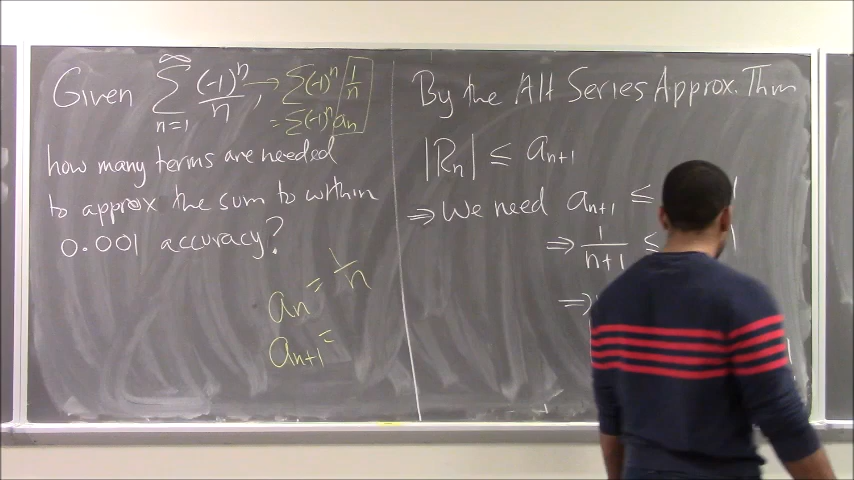 Given ∞ Σ n=1 (-1)^n / n , → Σ (-1)^n 1/n
= Σ (-1)^n an
how many terms are needed
to approx the sum to within
0.001 accuracy?
an = 1/n
an+1 =
By the Alt Series Approx. Thm
|Rn| ≤ an+1
⇒ We need an+1 ≤
⇒ 1/n+1 ≤
⇒